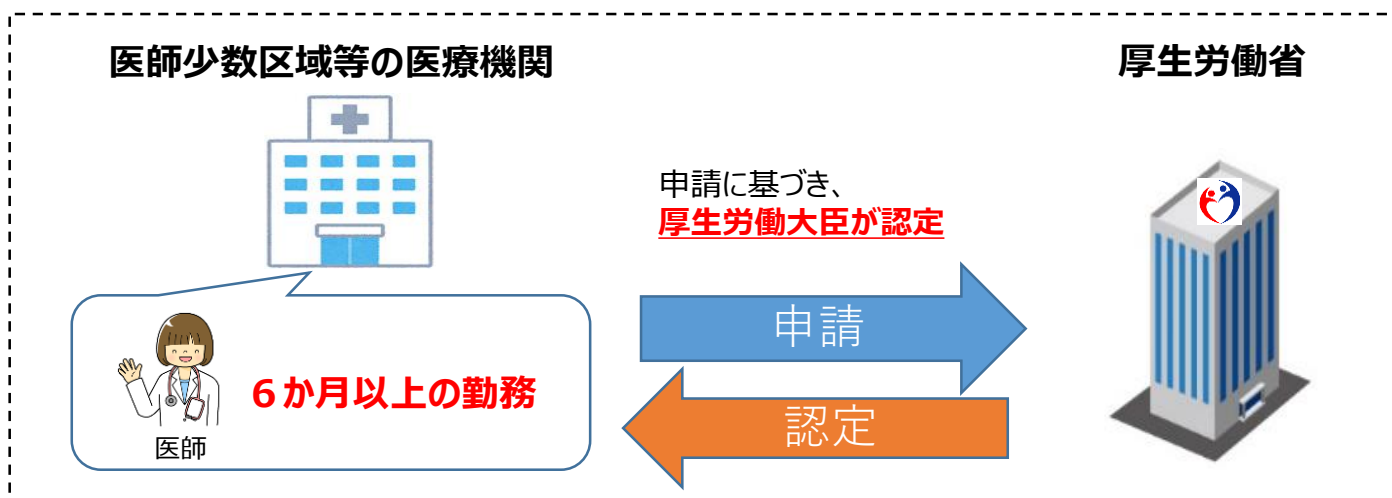 医師少数区域等の医療機関
厚生労働省
申請に基づき、
厚生労働大臣が認定
申請
６か月以上の勤務
医師
認定